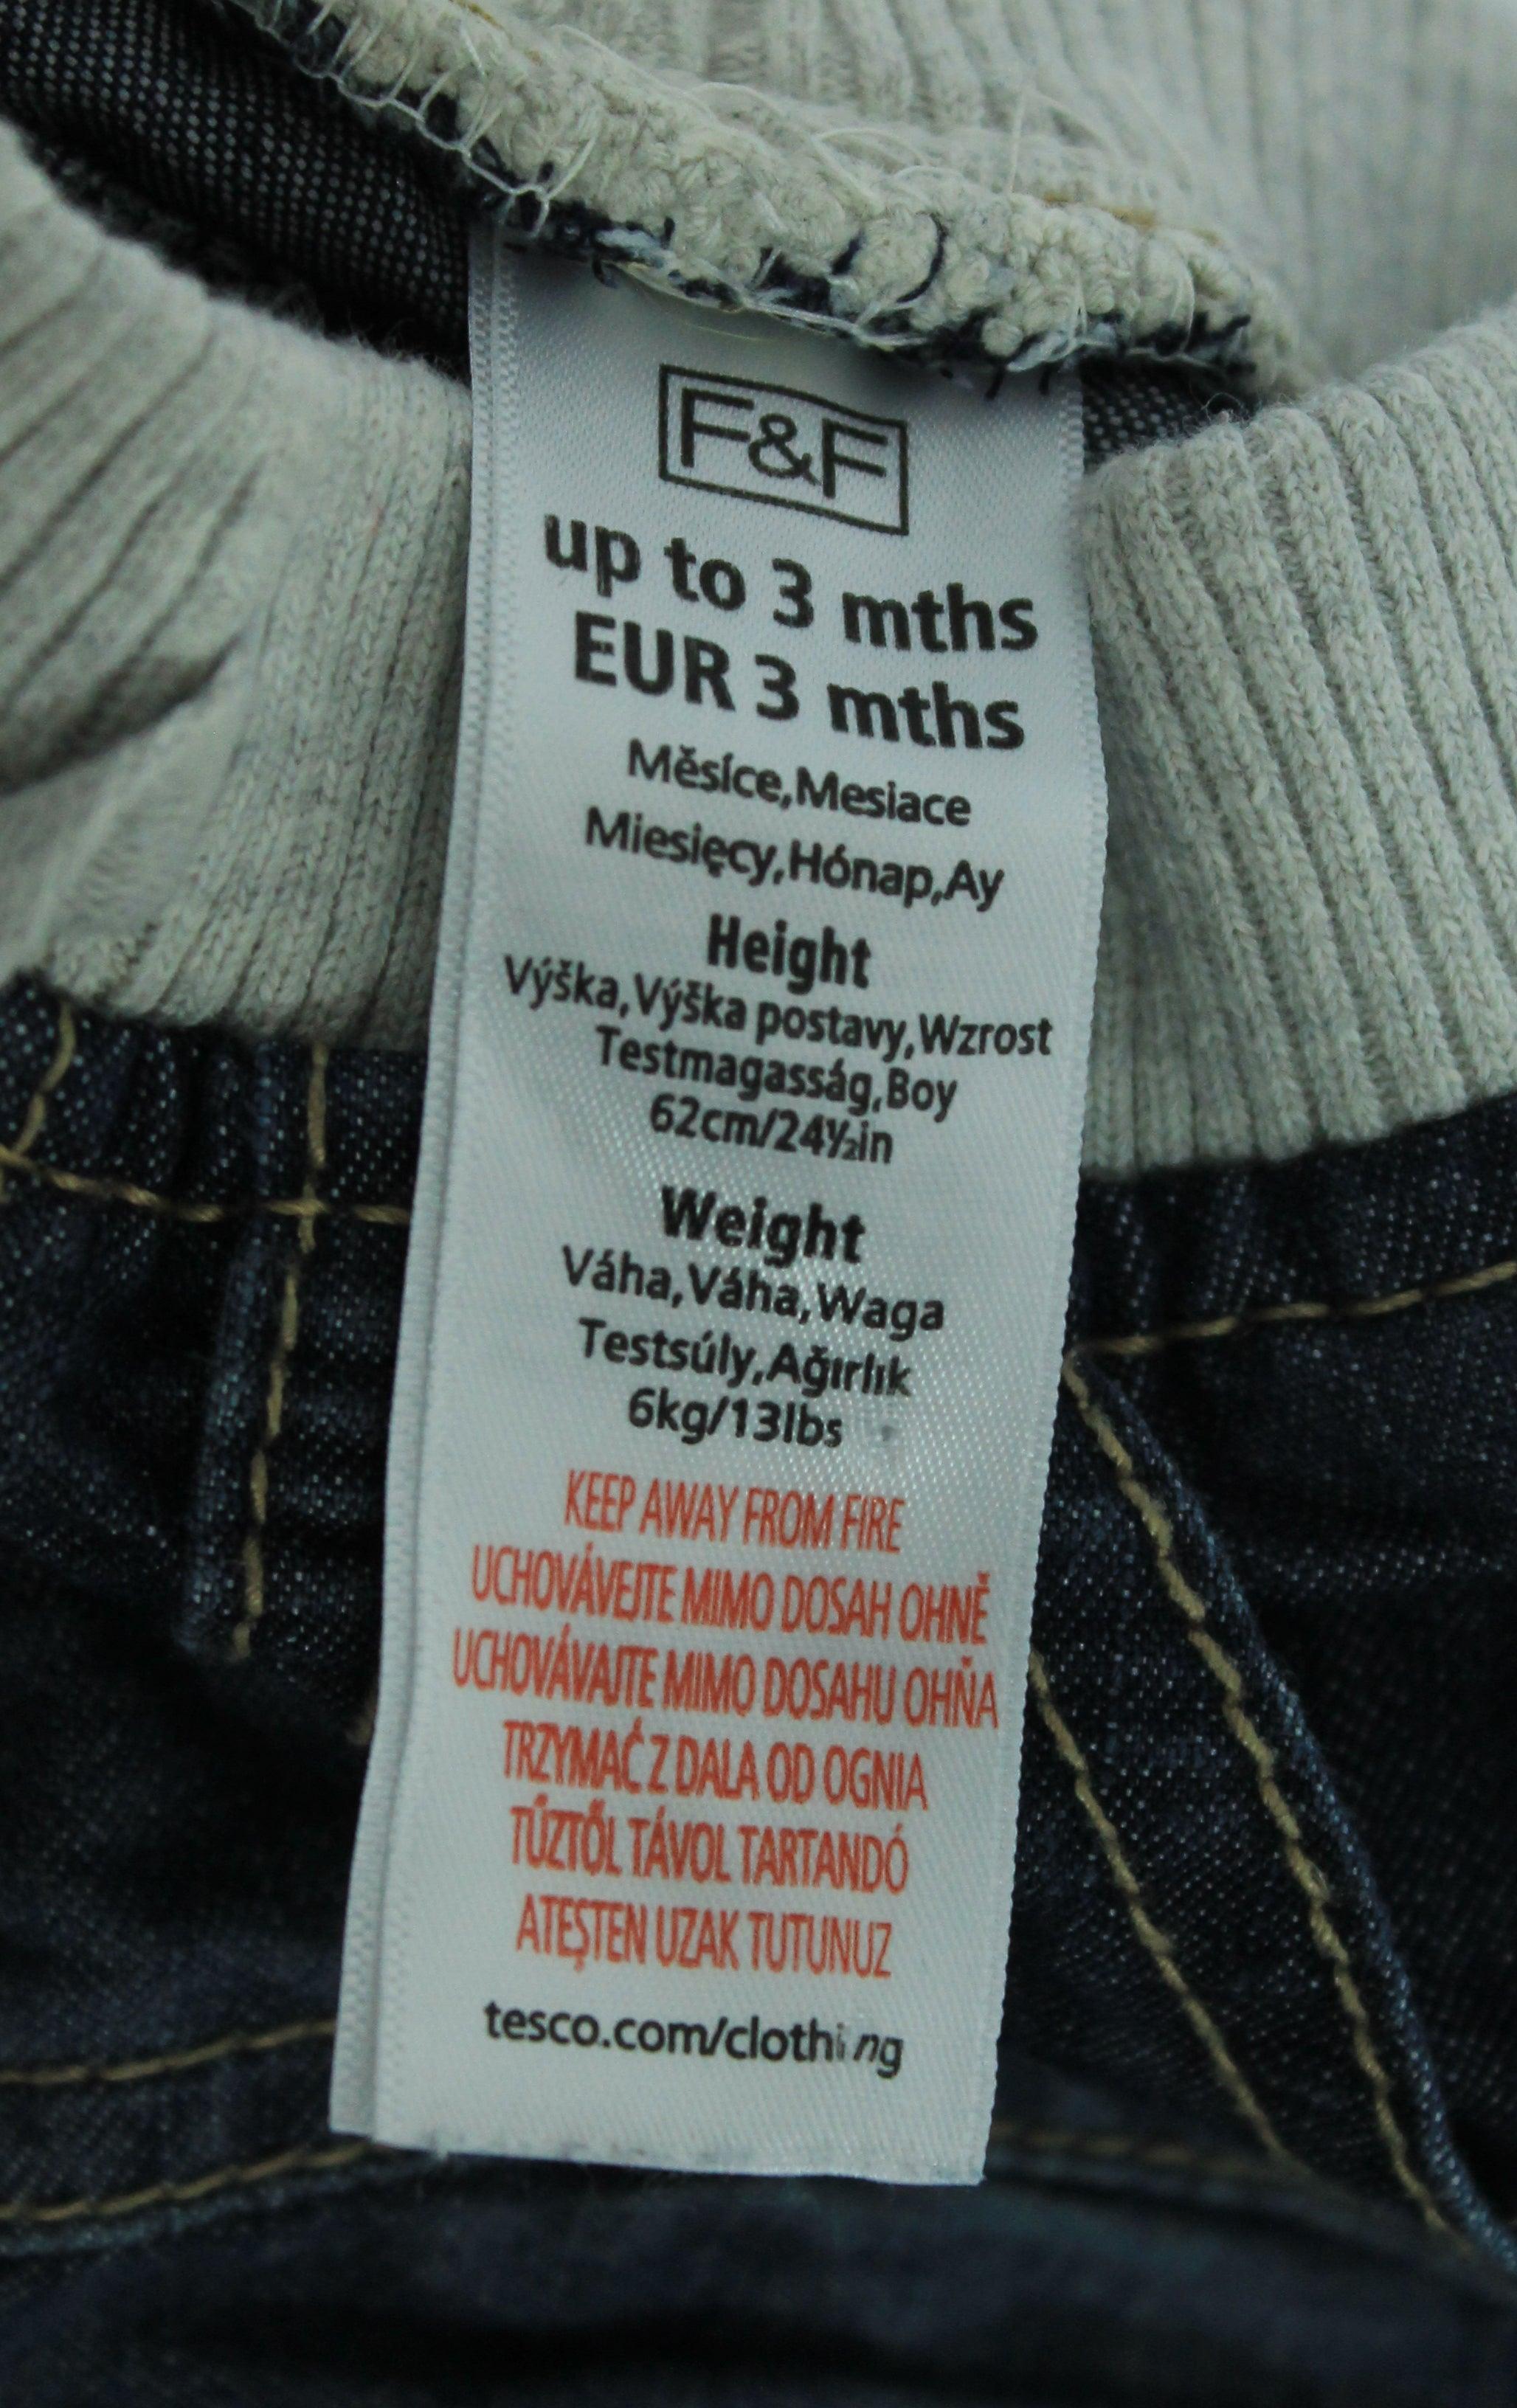 F&F
up to 3 mths
EUR 3 mths
Měsíce,Mesiace
Miesięcy,Hónap,Ay
Height
Výška,Výška postavy,Wzrost
Testmagasság,Boy
62cm/24½in
Weight
Váha,Váha,Waga
Testsúly,Ağırlık
6kg/13lbs
KEEP AWAY FROM FIRE
UCHOVÁVEJTE MIMO DOSAH OHNĚ
UCHOVÁVAJTE MIMO DOSAHU OHŇA
TRZYMAĆ Z DALA OD OGNIA
TŰZTŐL TÁVOL TARTANDÓ
ATEŞTEN UZAK TUTUNUZ
tesco.com/clothing